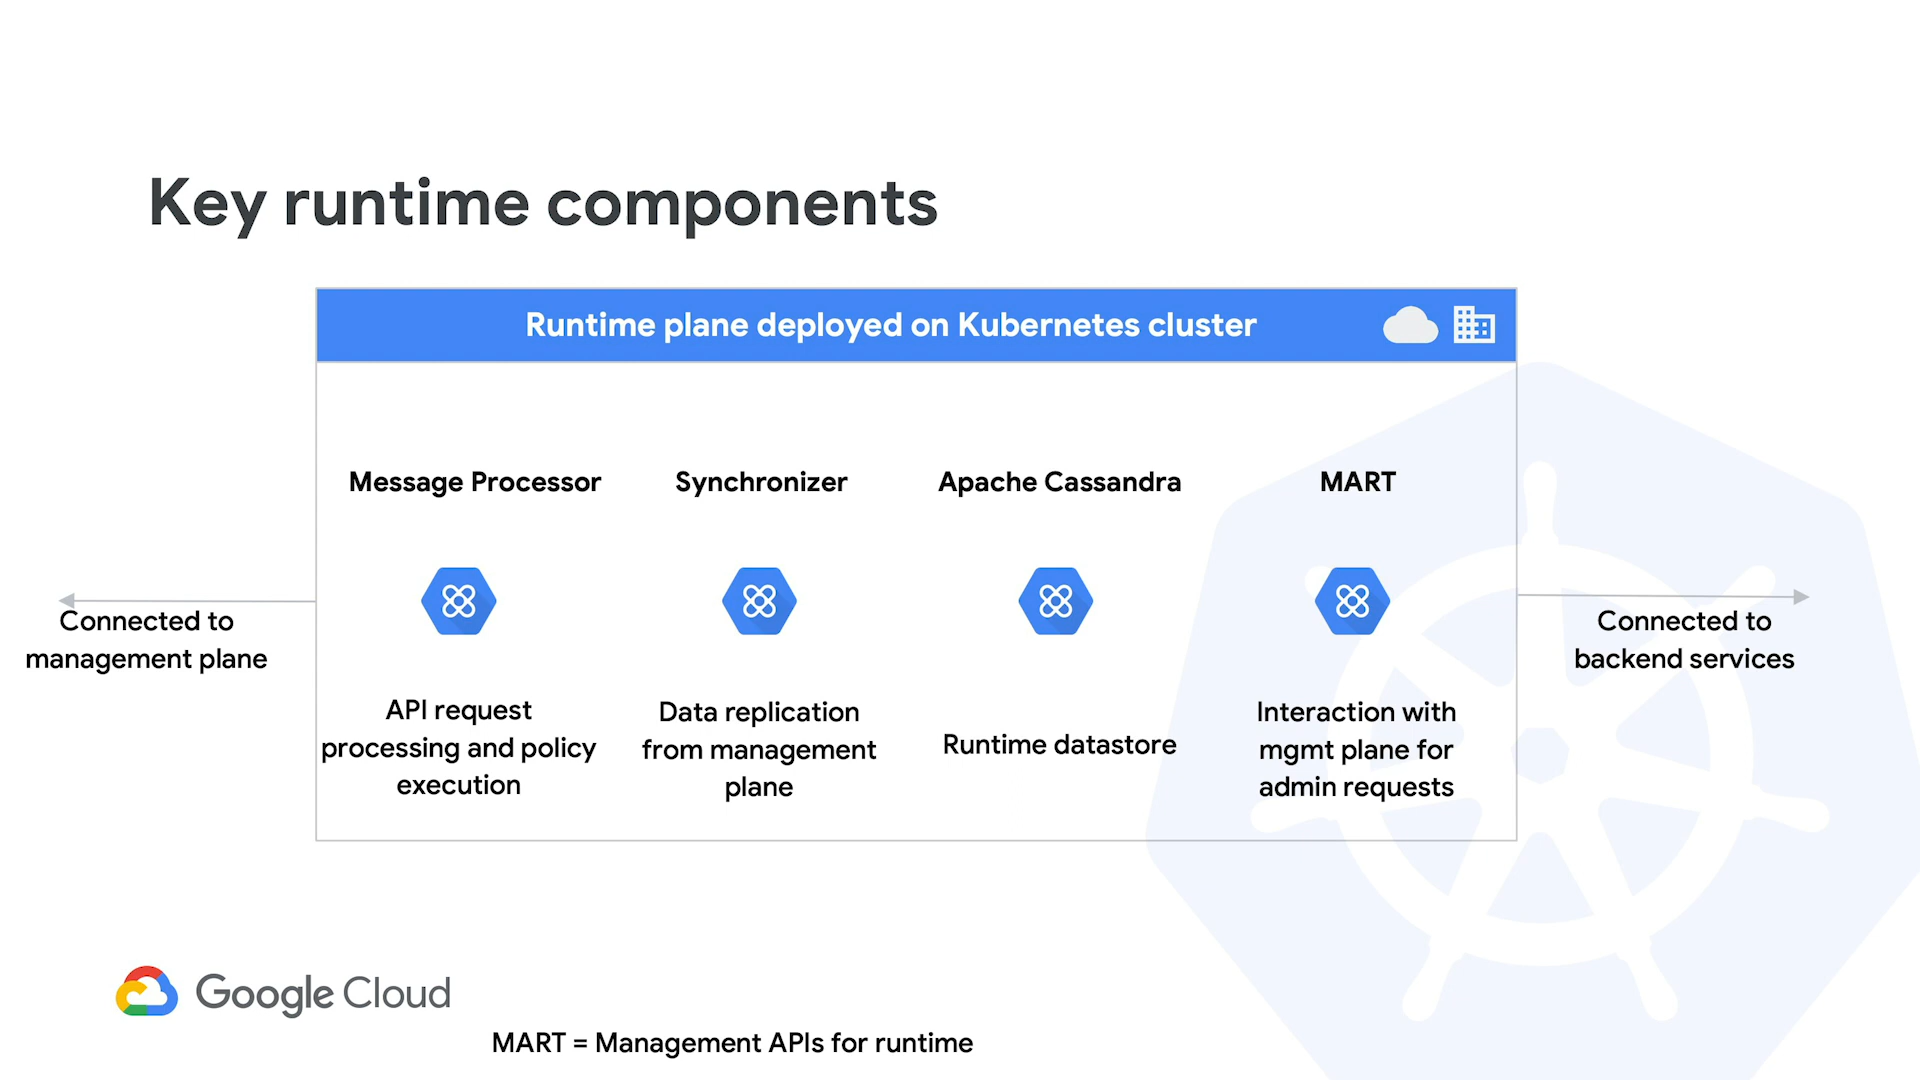 Key runtime components
Runtime plane deployed on Kubernetes cluster
Message Processor
Synchronizer
Apache Cassandra
MART
Connected to
management plane
Connected to
backend services
API request
processing and policy
execution
Data replication
from management
plane
Runtime datastore
Interaction with
mgmt plane for
admin requests
Google Cloud
MART = Management APIs for runtime